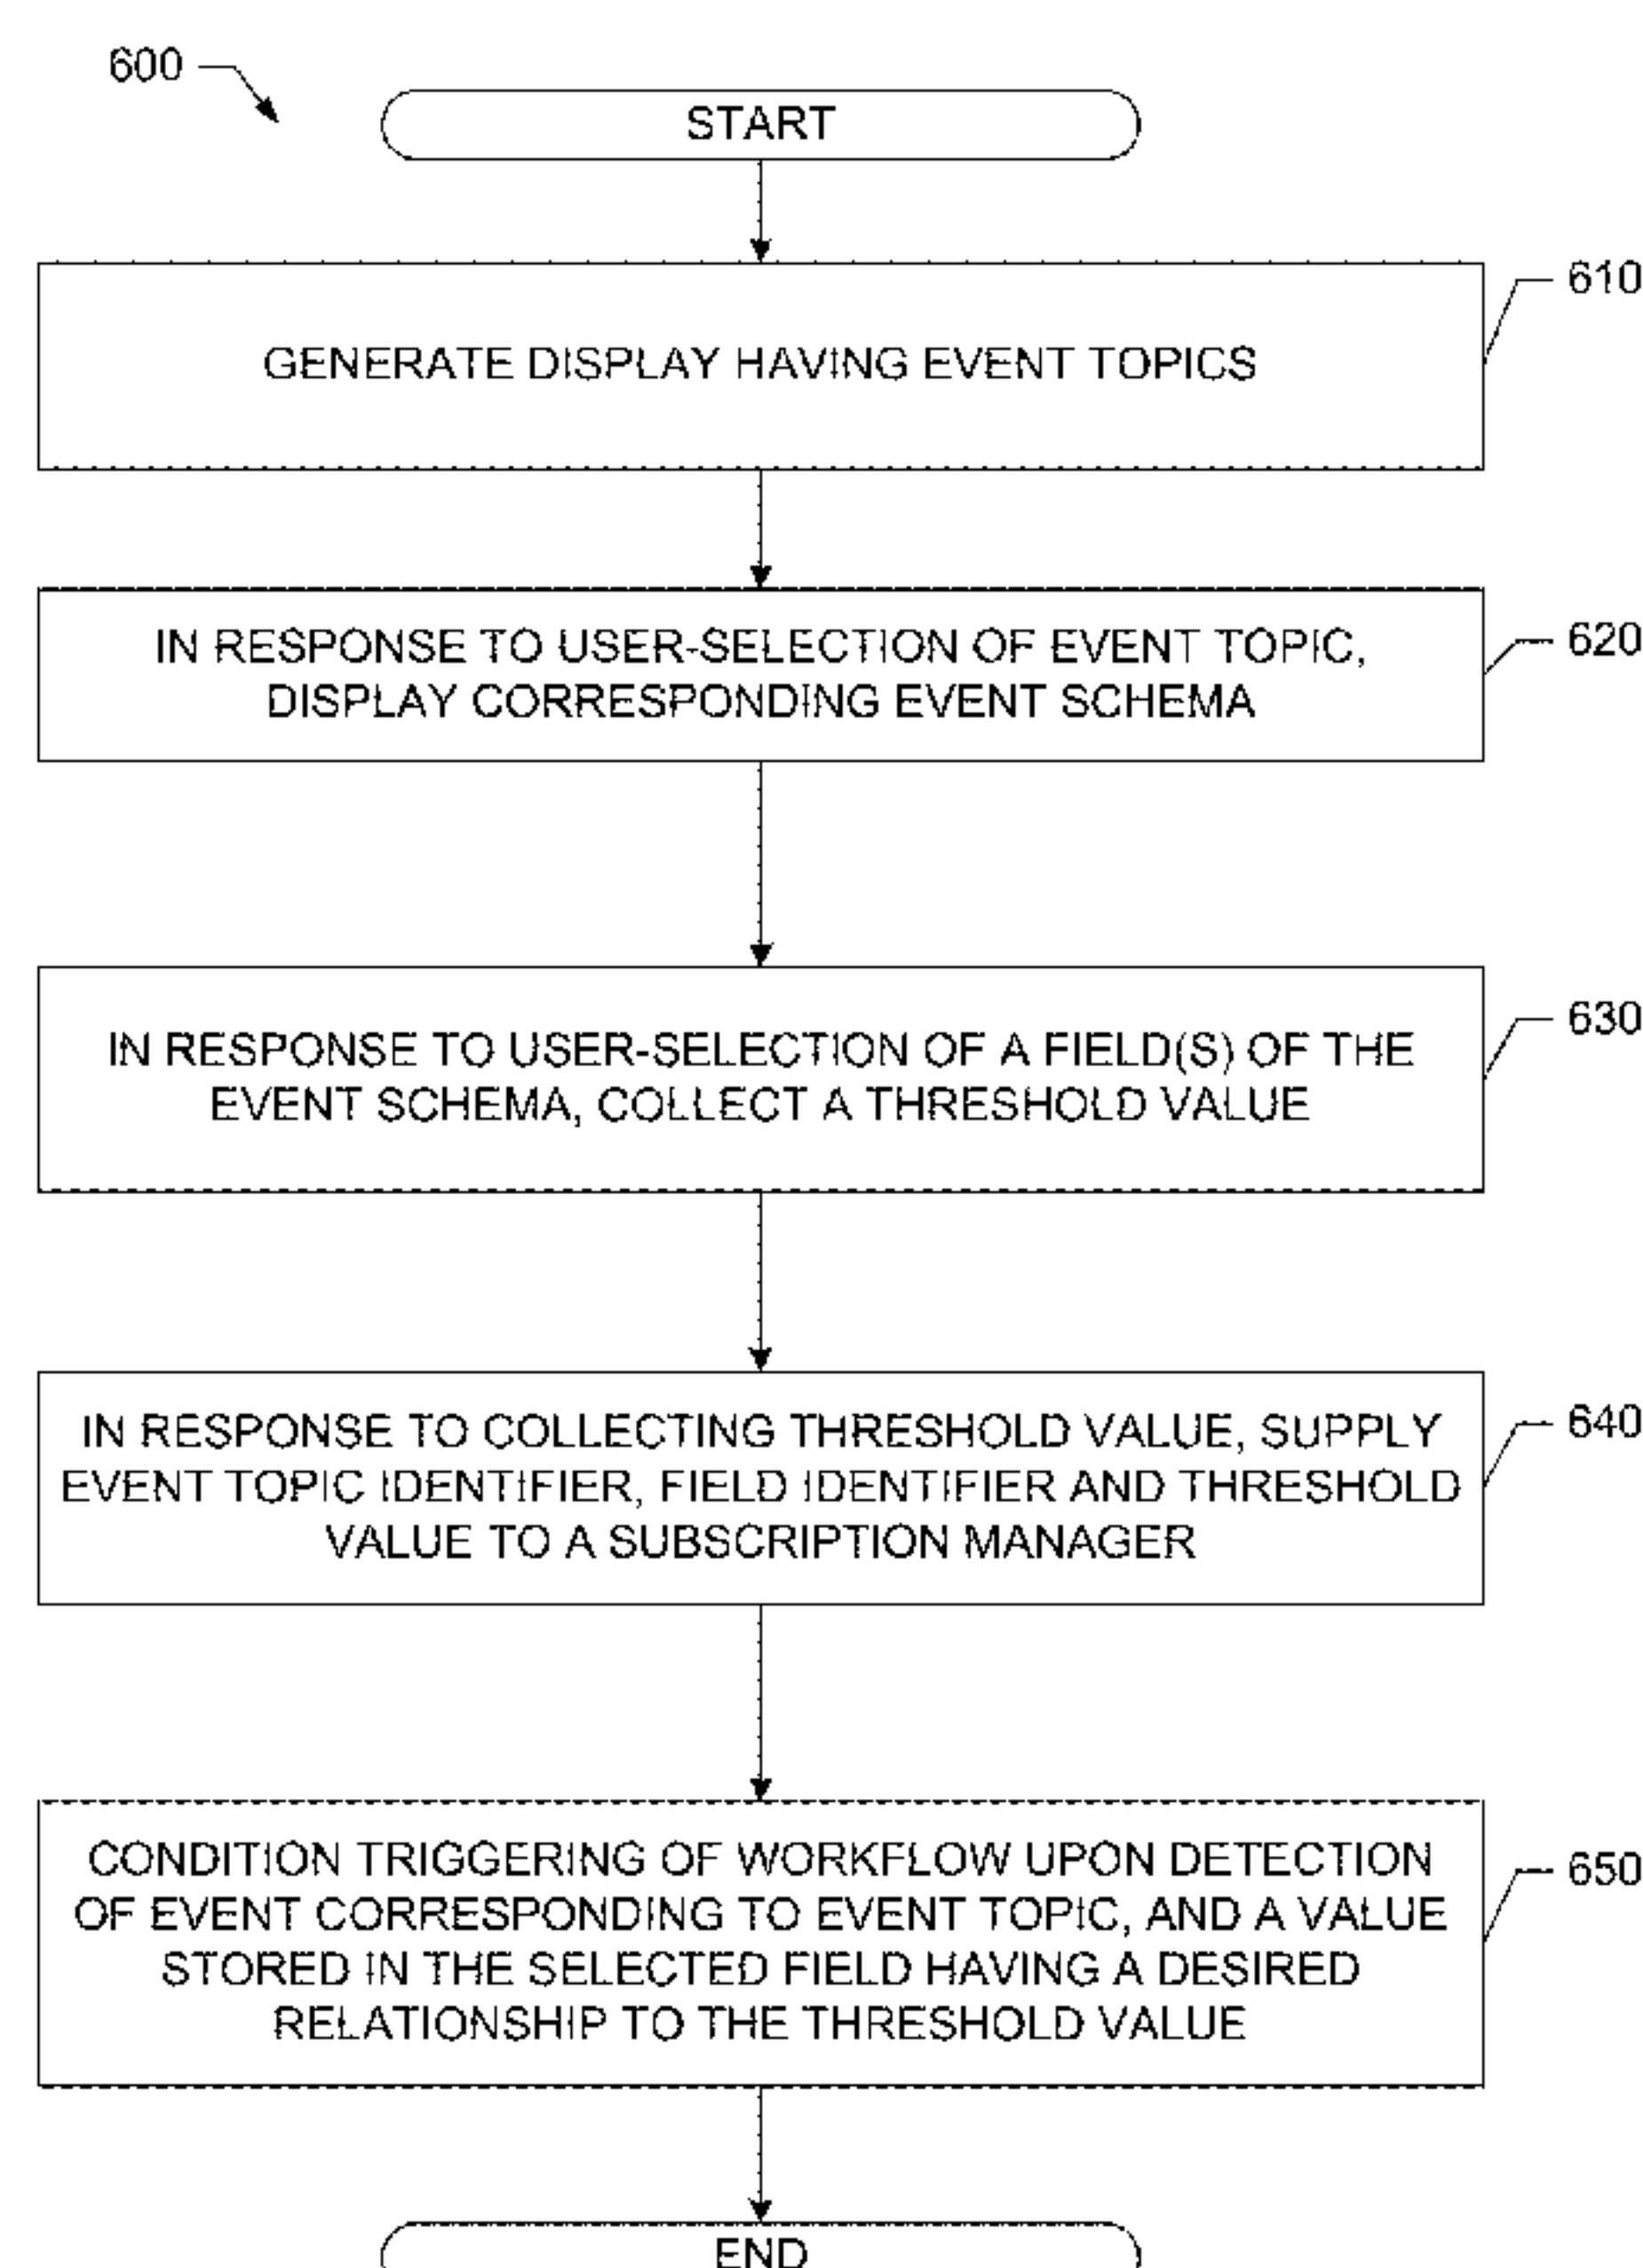 600
START
610
GENERATE DISPLAY HAVING EVENT TOPICS
620
IN RESPONSE TO USER-SELECTION OF EVENT TOPIC,
DISPLAY CORRESPONDING EVENT SCHEMA
630
IN RESPONSE TO USER-SELECTION OF A FIELD(S) OF THE
EVENT SCHEMA, COLLECT A THRESHOLD VALUE
640
IN RESPONSE TO COLLECTING THRESHOLD VALUE, SUPPLY
EVENT TOPIC IDENTIFIER, FIELD IDENTIFIER AND THRESHOLD
VALUE TO A SUBSCRIPTION MANAGER
650
CONDITION TRIGGERING OF WORKFLOW UPON DETECTION
OF EVENT CORRESPONDING TO EVENT TOPIC, AND A VALUE
STORED IN THE SELECTED FIELD HAVING A DESIRED
RELATIONSHIP TO THE THRESHOLD VALUE
END